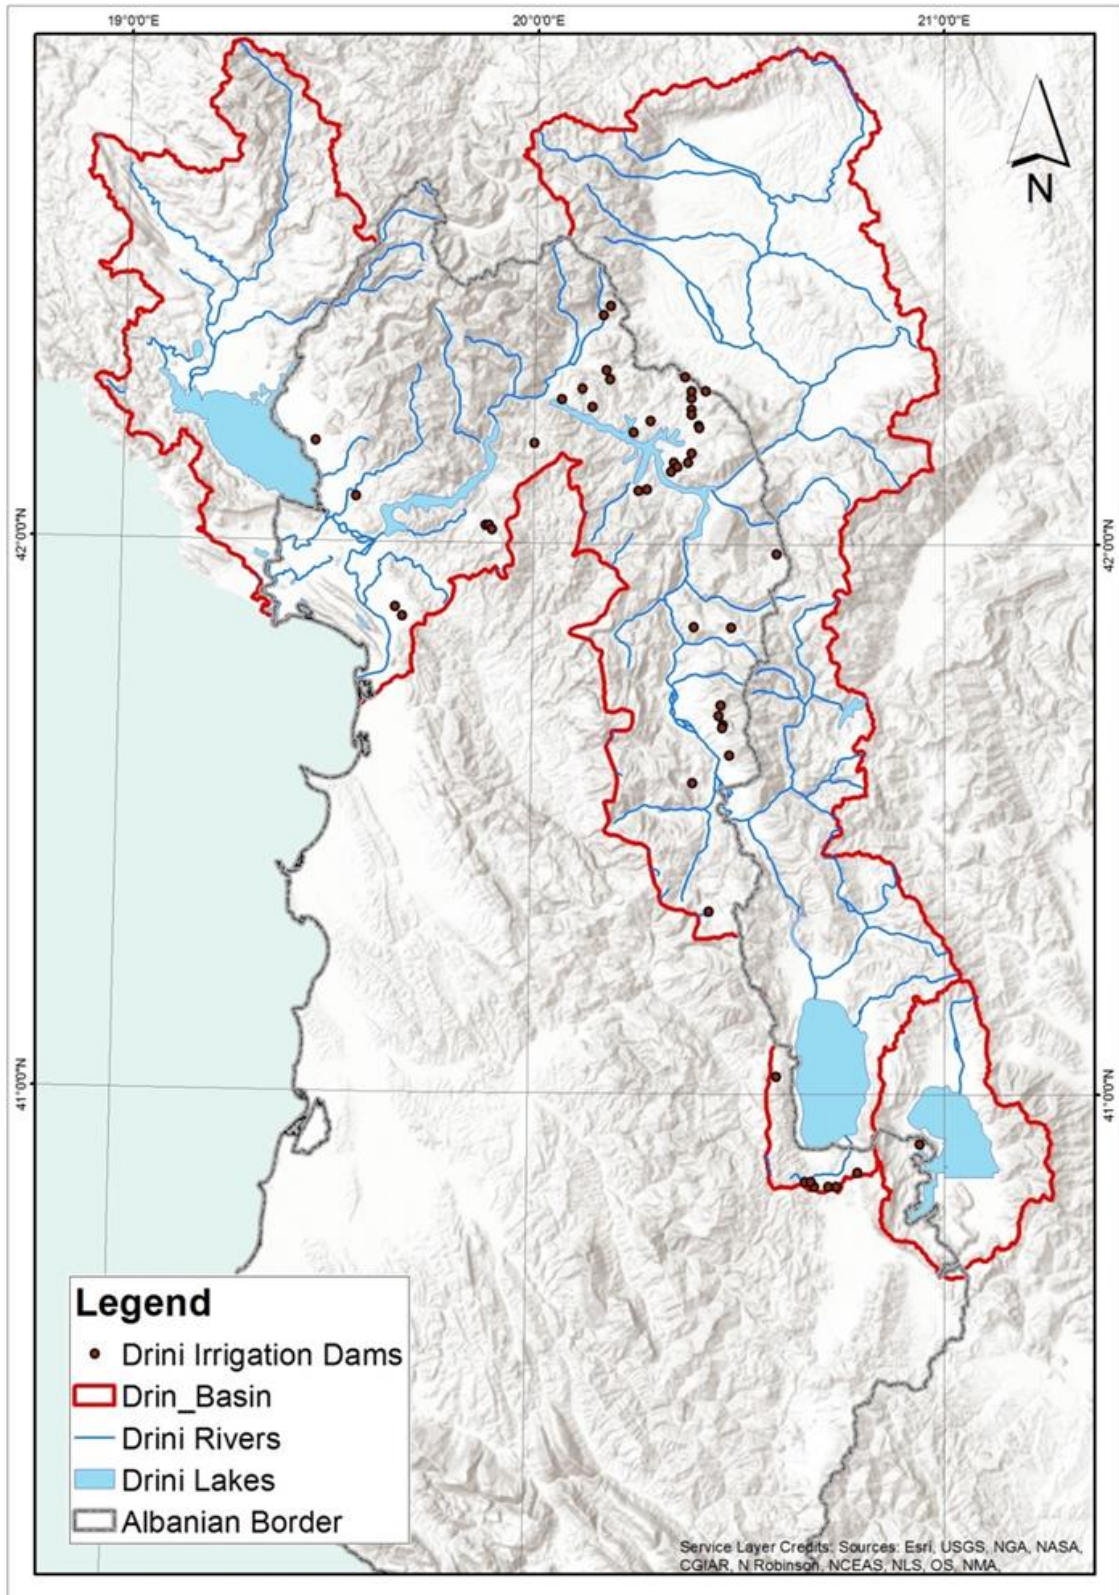 19°0'0"E 20°0'0"E 21°0'0"E
N
42°0'0"N 42°0'0"N
41°0'0"N 41°0'0"N
Legend
Drini Irrigation Dams
Drin_Basin
Drini Rivers
Drini Lakes
Albanian Border
Service Layer Credits: Sources: Esri, USGS, NGA, NASA,
CGIAR, N Robinson, NCEAS, NLS, OS, NMA,